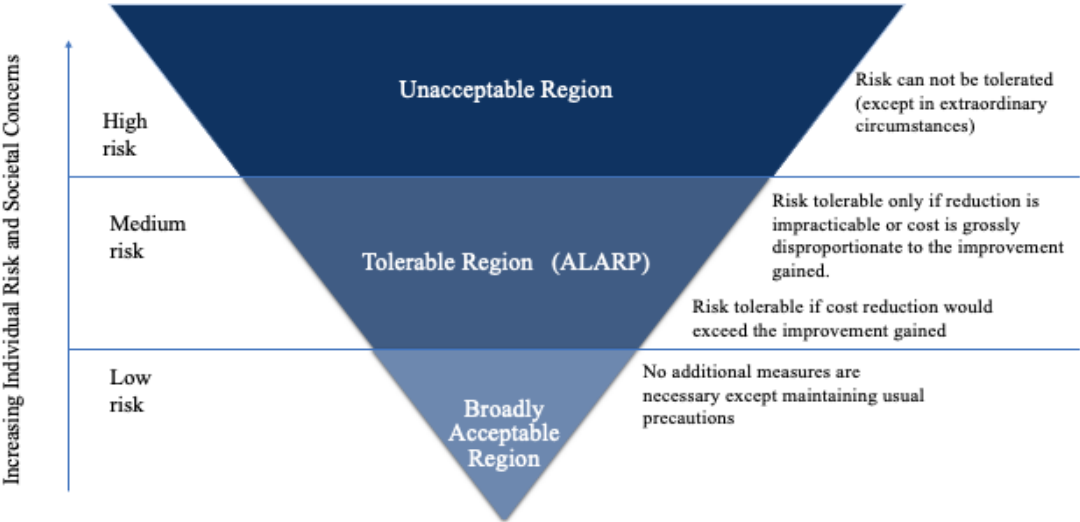 Increasing Individual Risk and Societal Concerns
High
risk
Unacceptable Region
Risk can not be tolerated
(except in extraordinary
circumstances)
Medium
risk
Tolerable Region (ALARP)
Risk tolerable only if reduction is
impracticable or cost is grossly
disproportionate to the improvement
gained.
Risk tolerable if cost reduction would
exceed the improvement gained
Low
risk
Broadly
Acceptable
Region
No additional measures are
necessary except maintaining usual
precautions